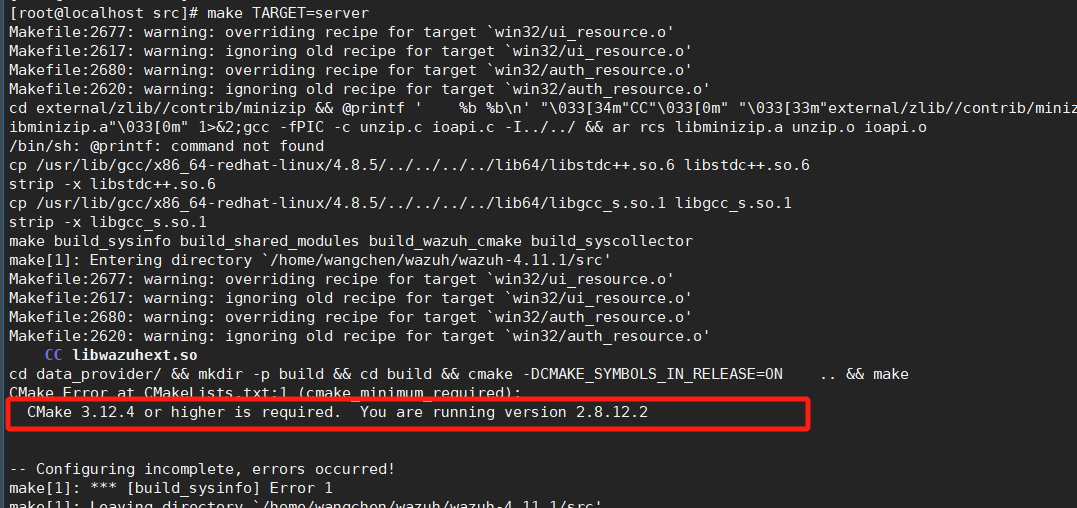 [root@localhost src]# make TARGET=server
Makefile:2677: warning: overriding recipe for target `win32/ui_resource.o'
Makefile:2617: warning: ignoring old recipe for target `win32/ui_resource.o'
Makefile:2680: warning: overriding recipe for target `win32/auth_resource.o'
Makefile:2620: warning: ignoring old recipe for target `win32/auth_resource.o'
cd external/zlib//contrib/minizip && @printf '    %b %b\n' "\033[34m"CC"\033[0m" "\033[33m"external/zlib//contrib/miniz
ibminizip.a"\033[0m" 1>&2;gcc -fPIC -c unzip.c ioapi.c -I../../ && ar rcs libminizip.a unzip.o ioapi.o
/bin/sh: @printf: command not found
cp /usr/lib/gcc/x86_64-redhat-linux/4.8.5/../../../../lib64/libstdc++.so.6 libstdc++.so.6
strip -x libstdc++.so.6
cp /usr/lib/gcc/x86_64-redhat-linux/4.8.5/../../../../lib64/libgcc_s.so.1 libgcc_s.so.1
strip -x libgcc_s.so.1
make build_sysinfo build_shared_modules build_wazuh_cmake build_syscollector
make[1]: Entering directory `/home/wangchen/wazuh/wazuh-4.11.1/src'
Makefile:2677: warning: overriding recipe for target `win32/ui_resource.o'
Makefile:2617: warning: ignoring old recipe for target `win32/ui_resource.o'
Makefile:2680: warning: overriding recipe for target `win32/auth_resource.o'
Makefile:2620: warning: ignoring old recipe for target `win32/auth_resource.o'
    CC libwazuhext.so
cd data_provider/ && mkdir -p build && cd build && cmake -DCMAKE_SYMBOLS_IN_RELEASE=ON    .. && make
CMake Error at CMakeLists.txt:1 (cmake_minimum_required):
  CMake 3.12.4 or higher is required.  You are running version 2.8.12.2
-- Configuring incomplete, errors occurred!
make[1]: *** [build_sysinfo] Error 1
make[1]: Leaving directory `/home/wangchen/wazuh/wazuh-4.11.1/src'